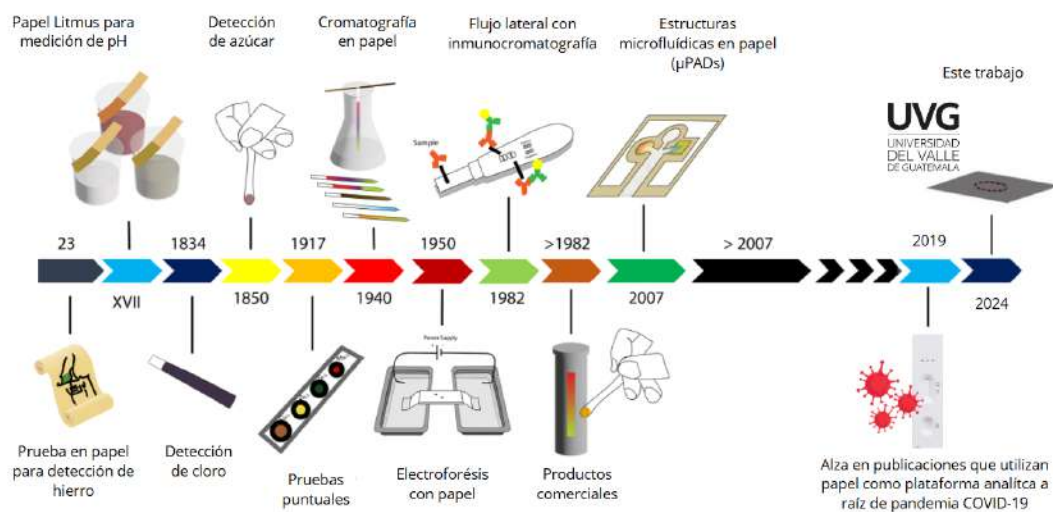 Papel Litmus para
medición de pH
Detección
de azúcar
Cromatografía
en papel
Flujo lateral con
inmunocromatografía
Estructuras
microfluídicas en papel
(µPADs)
Este trabajo
UVG
UNIVERSIDAD
DEL VALLE
DE GUATEMALA
Sample
23
1834
1917
1950
>1982
> 2007
2019
XVII
1850
1940
1982
2007
2024
Power Supply
Prueba en papel
para detección de
hierro
Detección
de cloro
Pruebas
puntuales
Electroforésis
con papel
Productos
comerciales
Alza en publicaciones que utilizan
papel como plataforma analítca a
raíz de pandemia COVID-19